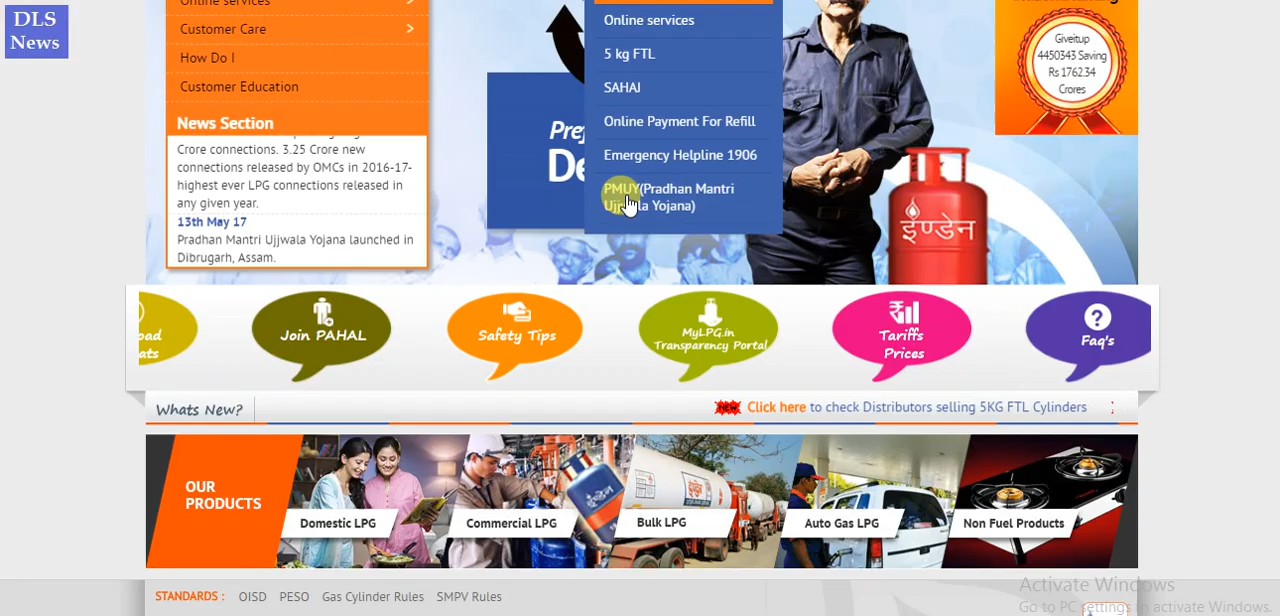 DLS
News
Online services
Customer Care
How Do I
Customer Education
News Section
Crore connections. 3.25 Crore new
connections released by OMCs in 2016-17-
highest ever LPG connections released in
any given year.
13th May 17
Pradhan Mantri Ujjwala Yojana launched in
Dibrugarh, Assam.
Online services
5 kg FTL
SAHAJ
Online Payment For Refill
Emergency Helpline 1906
PMUY(Pradhan Mantri
Ujjwala Yojana)
Giveitup
4450343 Saving
Rs 1762.34
Crores
इण्डेन
Join PAHAL
Safety Tips
MyLPG.in
Transparency Portal
Tariffs
Prices
?
Faq's
Whats New?
NEW Click here to check Distributors selling 5KG FTL Cylinders
OUR
PRODUCTS
Domestic LPG
Commercial LPG
Bulk LPG
Auto Gas LPG
Non Fuel Products
STANDARDS : OISD PESO Gas Cylinder Rules SMPV Rules
Activate Windows
Go to PC settings to activate Windows.